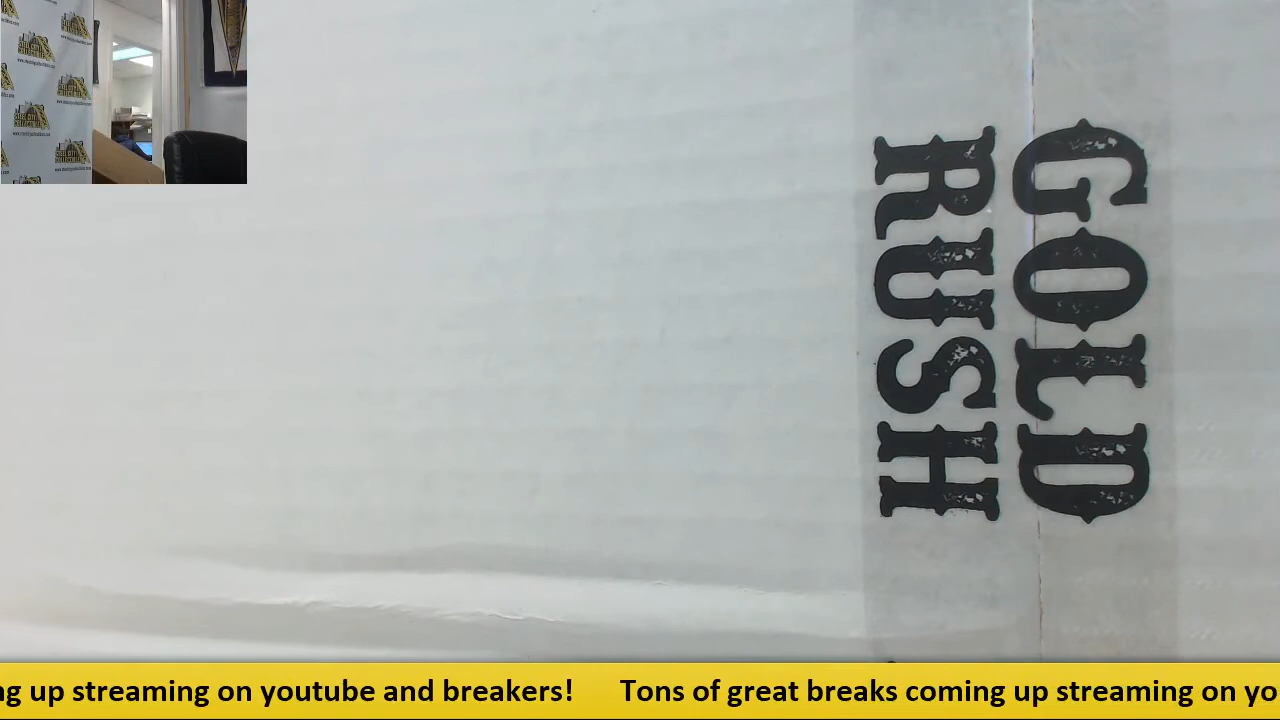 GOLD
RUSH
ng up streaming on youtube and breakers! Tons of great breaks coming up streaming on yo